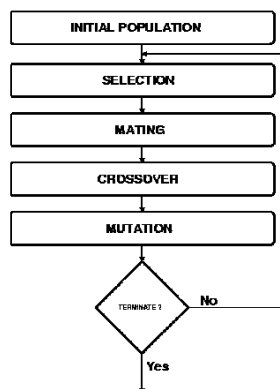 INITIAL POPULATION
SELECTION
MATING
CROSSOVER
MUTATION
TERMINATE ?
No
Yes